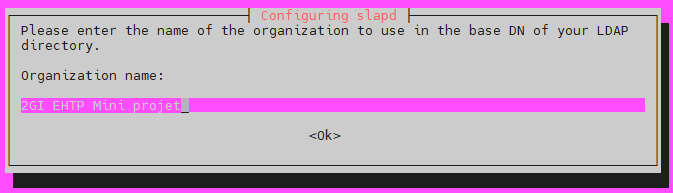 Configuring slapd
Please enter the name of the organization to use in the base DN of your LDAP
directory.
Organization name:
2GI EHTP Mini projet_
<Ok>